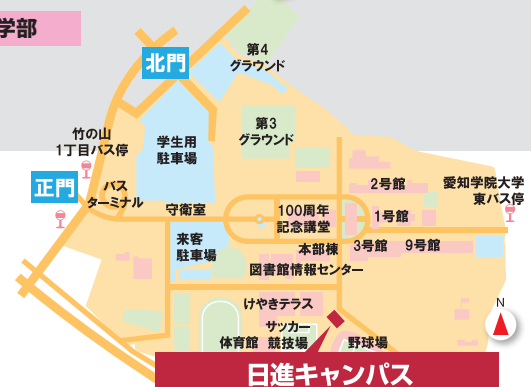 学部
第4
グラウンド
北門
第3
グラウンド
竹の山
1丁目バス停
学生用
駐車場
正門
バス
ターミナル
2号館
愛知学院大学
東バス停
守衛室
100周年
記念講堂
1号館
来客
駐車場
本部棟
3号館
9号館
図書館情報センター
けやきテラス
N
サッカー
競技場
体育館
野球場
日進キャンパス